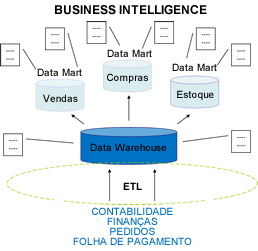 BUSINESS INTELLIGENCE
Data Mart
Vendas
Data Mart
Compras
Data Mart
Estoque
Data Warehouse
ETL
CONTABILIDADE
FINANÇAS
PEDIDOS
FOLHA DE PAGAMENTO